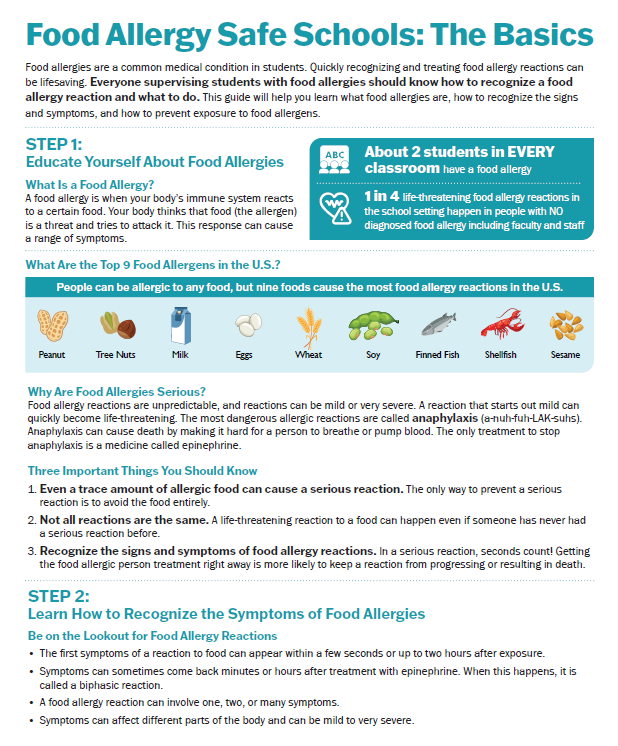 Food Allergy Safe Schools: The Basics
Food allergies are a common medical condition in students. Quickly recognizing and treating food allergy reactions can
be lifesaving. Everyone supervising students with food allergies should know how to recognize a food
allergy reaction and what to do. This guide will help you learn what food allergies are, how to recognize the signs
and symptoms, and how to prevent exposure to food allergens.
STEP 1:
Educate Yourself About Food Allergies
What Is a Food Allergy?
A food allergy is when your body's immune system reacts
to a certain food. Your body thinks that food (the allergen)
is a threat and tries to attack it. This response can cause
a range of symptoms.
ABC
About 2 students in EVERY
classroom have a food allergy
1 in 4 life-threatening food allergy reactions in
the school setting happen in people with NO
diagnosed food allergy including faculty and staff
What Are the Top 9 Food Allergens in the U.S.?
People can be allergic to any food, but nine foods cause the most food allergy reactions in the U.S.
Peanut
Tree Nuts
Milk
Eggs
Wheat
Soy
Finned Fish
Shellfish
Sesame
Why Are Food Allergies Serious?
Food allergy reactions are unpredictable, and reactions can be mild or very severe. A reaction that starts out mild can
quickly become life-threatening. The most dangerous allergic reactions are called anaphylaxis (a-nuh-fuh-LAK-suhs).
Anaphylaxis can cause death by making it hard for a person to breathe or pump blood. The only treatment to stop
anaphylaxis is a medicine called epinephrine.
Three Important Things You Should Know
1. Even a trace amount of allergic food can cause a serious reaction. The only way to prevent a serious
reaction is to avoid the food entirely.
2. Not all reactions are the same. A life-threatening reaction to a food can happen even if someone has never had
a serious reaction before.
3. Recognize the signs and symptoms of food allergy reactions. In a serious reaction, seconds count! Getting
the food allergic person treatment right away is more likely to keep a reaction from progressing or resulting in death.
STEP 2:
Learn How to Recognize the Symptoms of Food Allergies
Be on the Lookout for Food Allergy Reactions
• The first symptoms of a reaction to food can appear within a few seconds or up to two hours after exposure.
• Symptoms can sometimes come back minutes or hours after treatment with epinephrine. When this happens, it is
called a biphasic reaction.
• A food allergy reaction can involve one, two, or many symptoms.
• Symptoms can affect different parts of the body and can be mild to very severe.